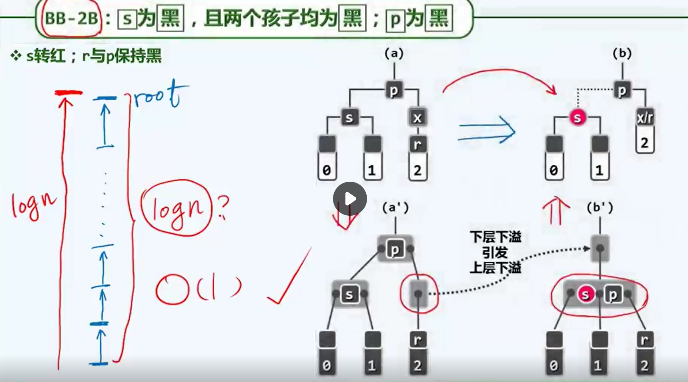 BB-2B：s为黑，且两个孩子均为黑；p为黑
❖ s转红；r与p保持黑
(a)
(b)
root
p
p
s
x
s
x/r
r
2
0
1
2
0
1
logn
logn?
(a')
(b')
p
下层下溢
引发
上层下溢
O(1)
s
s
p
r
r
0
1
2
0
1
2